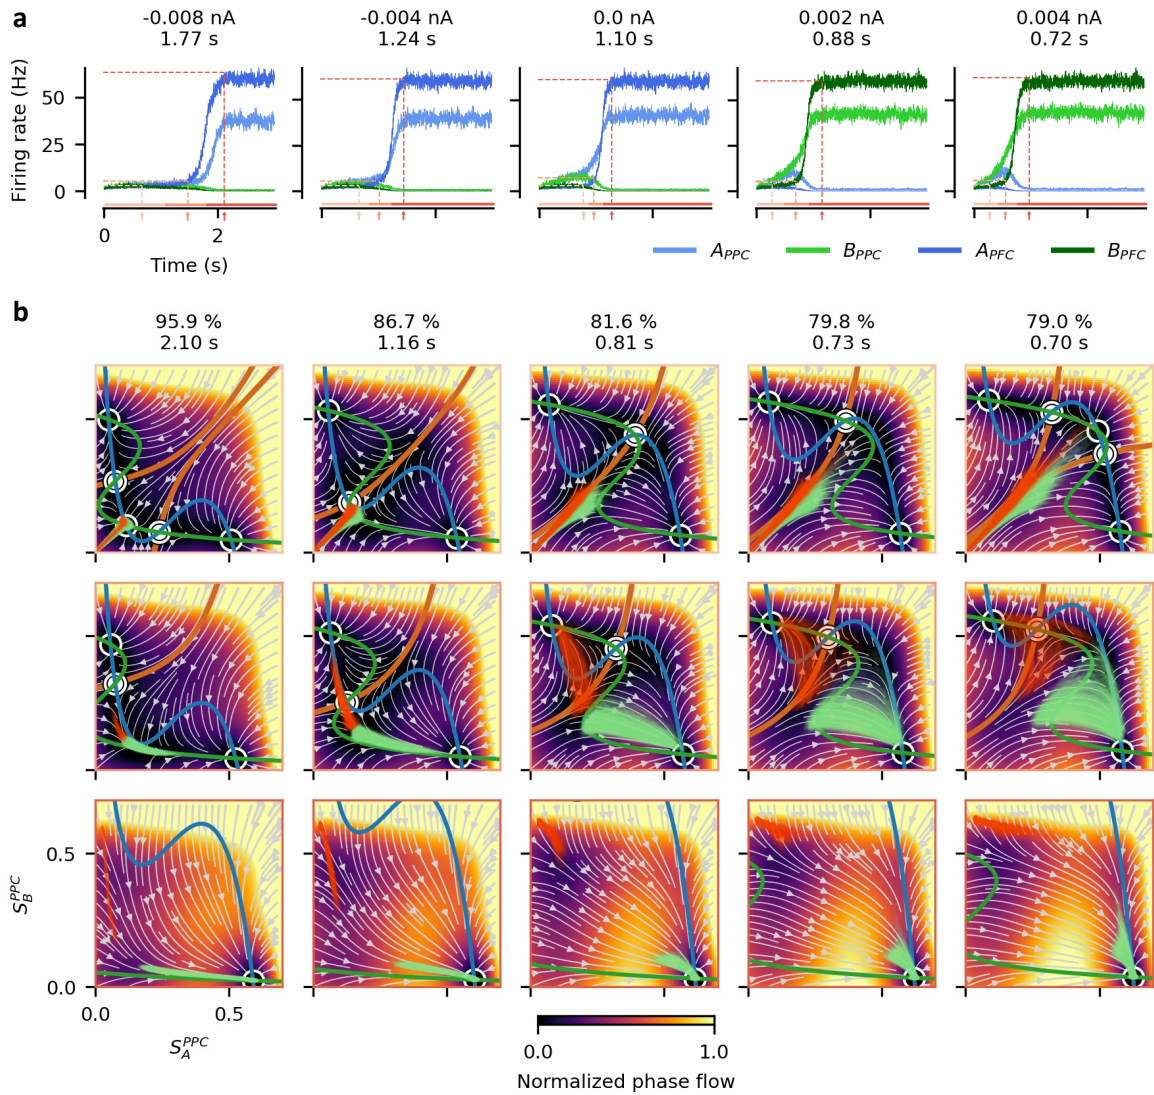 a
-0.008 nA -0.004 nA 0.0 nA 0.002 nA 0.004 nA
1.77 s 1.24 s 1.10 s 0.88 s 0.72 s
Firing rate (Hz)
50
25
0
0 2
Time (s)
A_PPC B_PPC A_PFC B_PFC
b
95.9 % 86.7 % 81.6 % 79.8 % 79.0 %
2.10 s 1.16 s 0.81 s 0.73 s 0.70 s
0.5
S_B^PPC
0.0
0.0 0.5
S_A^PPC
0.0 1.0
Normalized phase flow